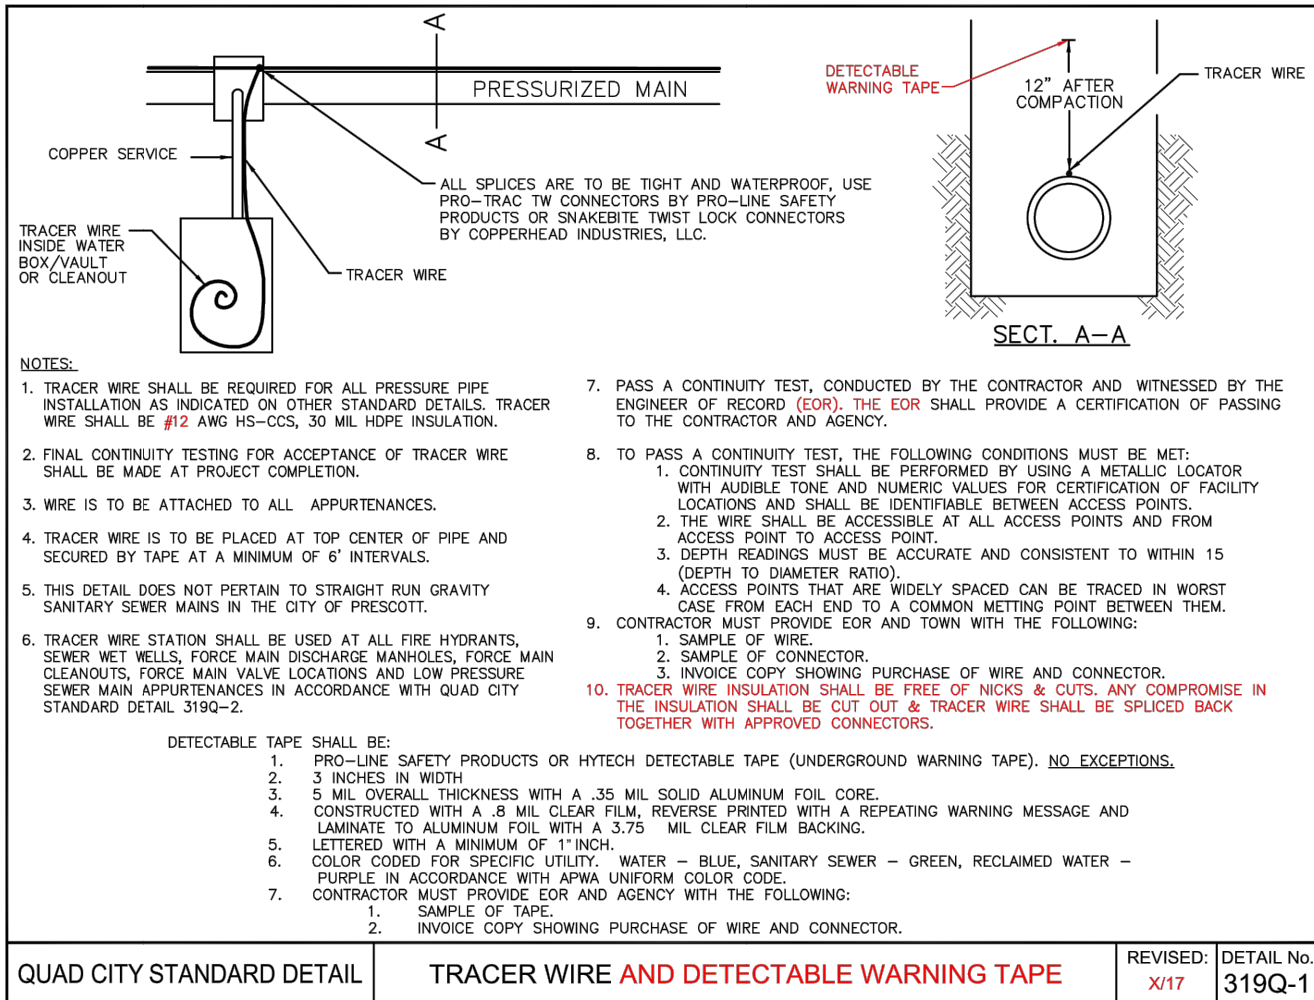 A
PRESSURIZED MAIN
A
COPPER SERVICE
ALL SPLICES ARE TO BE TIGHT AND WATERPROOF, USE
PRO-TRAC TW CONNECTORS BY PRO-LINE SAFETY
PRODUCTS OR SNAKEBITE TWIST LOCK CONNECTORS
BY COPPERHEAD INDUSTRIES, LLC.
TRACER WIRE
INSIDE WATER
BOX/VAULT
OR CLEANOUT
TRACER WIRE
DETECTABLE
WARNING TAPE
12" AFTER
COMPACTION
TRACER WIRE
SECT. A-A
NOTES:
1. TRACER WIRE SHALL BE REQUIRED FOR ALL PRESSURE PIPE
INSTALLATION AS INDICATED ON OTHER STANDARD DETAILS. TRACER
WIRE SHALL BE #12 AWG HS-CCS, 30 MIL HDPE INSULATION.
2. FINAL CONTINUITY TESTING FOR ACCEPTANCE OF TRACER WIRE
SHALL BE MADE AT PROJECT COMPLETION.
3. WIRE IS TO BE ATTACHED TO ALL APPURTENANCES.
4. TRACER WIRE IS TO BE PLACED AT TOP CENTER OF PIPE AND
SECURED BY TAPE AT A MINIMUM OF 6' INTERVALS.
5. THIS DETAIL DOES NOT PERTAIN TO STRAIGHT RUN GRAVITY
SANITARY SEWER MAINS IN THE CITY OF PRESCOTT.
6. TRACER WIRE STATION SHALL BE USED AT ALL FIRE HYDRANTS,
SEWER WET WELLS, FORCE MAIN DISCHARGE MANHOLES, FORCE MAIN
CLEANOUTS, FORCE MAIN VALVE LOCATIONS AND LOW PRESSURE
SEWER MAIN APPURTENANCES IN ACCORDANCE WITH QUAD CITY
STANDARD DETAIL 319Q-2.
7. PASS A CONTINUITY TEST, CONDUCTED BY THE CONTRACTOR AND WITNESSED BY THE
ENGINEER OF RECORD (EOR). THE EOR SHALL PROVIDE A CERTIFICATION OF PASSING
TO THE CONTRACTOR AND AGENCY.
8. TO PASS A CONTINUITY TEST, THE FOLLOWING CONDITIONS MUST BE MET:
1. CONTINUITY TEST SHALL BE PERFORMED BY USING A METALLIC LOCATOR
WITH AUDIBLE TONE AND NUMERIC VALUES FOR CERTIFICATION OF FACILITY
LOCATIONS AND SHALL BE IDENTIFIABLE BETWEEN ACCESS POINTS.
2. THE WIRE SHALL BE ACCESSIBLE AT ALL ACCESS POINTS AND FROM
ACCESS POINT TO ACCESS POINT.
3. DEPTH READINGS MUST BE ACCURATE AND CONSISTENT TO WITHIN 15
(DEPTH TO DIAMETER RATIO).
4. ACCESS POINTS THAT ARE WIDELY SPACED CAN BE TRACED IN WORST
CASE FROM EACH END TO A COMMON METTING POINT BETWEEN THEM.
9. CONTRACTOR MUST PROVIDE EOR AND TOWN WITH THE FOLLOWING:
1. SAMPLE OF WIRE.
2. SAMPLE OF CONNECTOR.
3. INVOICE COPY SHOWING PURCHASE OF WIRE AND CONNECTOR.
10. TRACER WIRE INSULATION SHALL BE FREE OF NICKS & CUTS. ANY COMPROMISE IN
THE INSULATION SHALL BE CUT OUT & TRACER WIRE SHALL BE SPLICED BACK
TOGETHER WITH APPROVED CONNECTORS.
DETECTABLE TAPE SHALL BE:
1. PRO-LINE SAFETY PRODUCTS OR HYTECH DETECTABLE TAPE (UNDERGROUND WARNING TAPE). NO EXCEPTIONS.
2. 3 INCHES IN WIDTH
3. 5 MIL OVERALL THICKNESS WITH A .35 MIL SOLID ALUMINUM FOIL CORE.
4. CONSTRUCTED WITH A .8 MIL CLEAR FILM, REVERSE PRINTED WITH A REPEATING WARNING MESSAGE AND
LAMINATE TO ALUMINUM FOIL WITH A 3.75 MIL CLEAR FILM BACKING.
5. LETTERED WITH A MINIMUM OF 1" INCH.
6. COLOR CODED FOR SPECIFIC UTILITY. WATER - BLUE, SANITARY SEWER - GREEN, RECLAIMED WATER -
PURPLE IN ACCORDANCE WITH APWA UNIFORM COLOR CODE.
7. CONTRACTOR MUST PROVIDE EOR AND AGENCY WITH THE FOLLOWING:
1. SAMPLE OF TAPE.
2. INVOICE COPY SHOWING PURCHASE OF WIRE AND CONNECTOR.
QUAD CITY STANDARD DETAIL
TRACER WIRE AND DETECTABLE WARNING TAPE
REVISED:
X/17
DETAIL No.
319Q-1